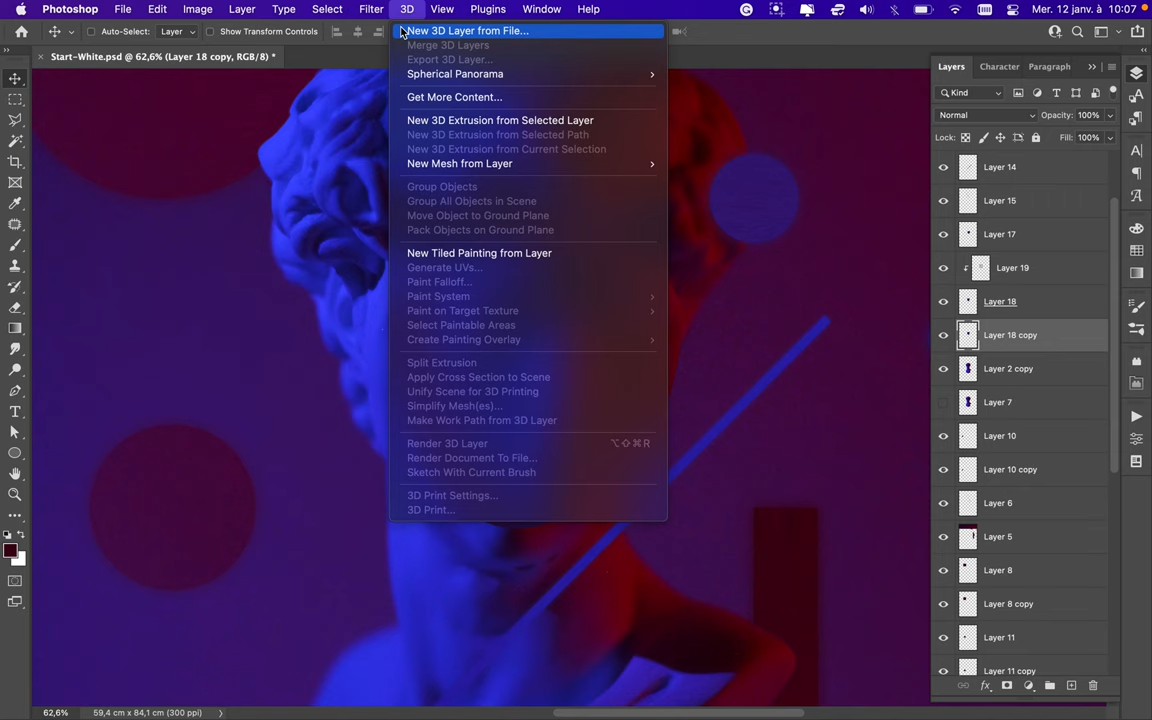 Photoshop File Edit Image Layer Type Select Filter 3D View Plugins Window Help Mer. 12 janv. à 10:07
Auto-Select: Layer Show Transform Controls
× Start-White.psd @ 62,6% (Layer 18 copy, RGB/8) *
New 3D Layer from File...
Merge 3D Layers
Export 3D Layer...
Spherical Panorama
Get More Content...
New 3D Extrusion from Selected Layer
New 3D Extrusion from Selected Path
New 3D Extrusion from Current Selection
New Mesh from Layer
Group Objects
Group All Objects in Scene
Move Object to Ground Plane
Pack Objects on Ground Plane
New Tiled Painting from Layer
Generate UVs...
Paint Falloff...
Paint System
Paint on Target Texture
Select Paintable Areas
Create Painting Overlay
Split Extrusion
Apply Cross Section to Scene
Unify Scene for 3D Printing
Simplify Mesh(es)...
Make Work Path from 3D Layer
Render 3D Layer ⌥⇧⌘R
Render Document To File...
Sketch With Current Brush
3D Print Settings...
3D Print...
Layers Character Paragraph
Kind
Normal Opacity: 100%
Lock: Fill: 100%
Layer 14
Layer 15
Layer 17
Layer 19
Layer 18
Layer 18 copy
Layer 2 copy
Layer 7
Layer 10
Layer 10 copy
Layer 6
Layer 5
Layer 8
Layer 8 copy
Layer 11
Layer 11 copy
fx
62,6% 59,4 cm x 84,1 cm (300 ppi)